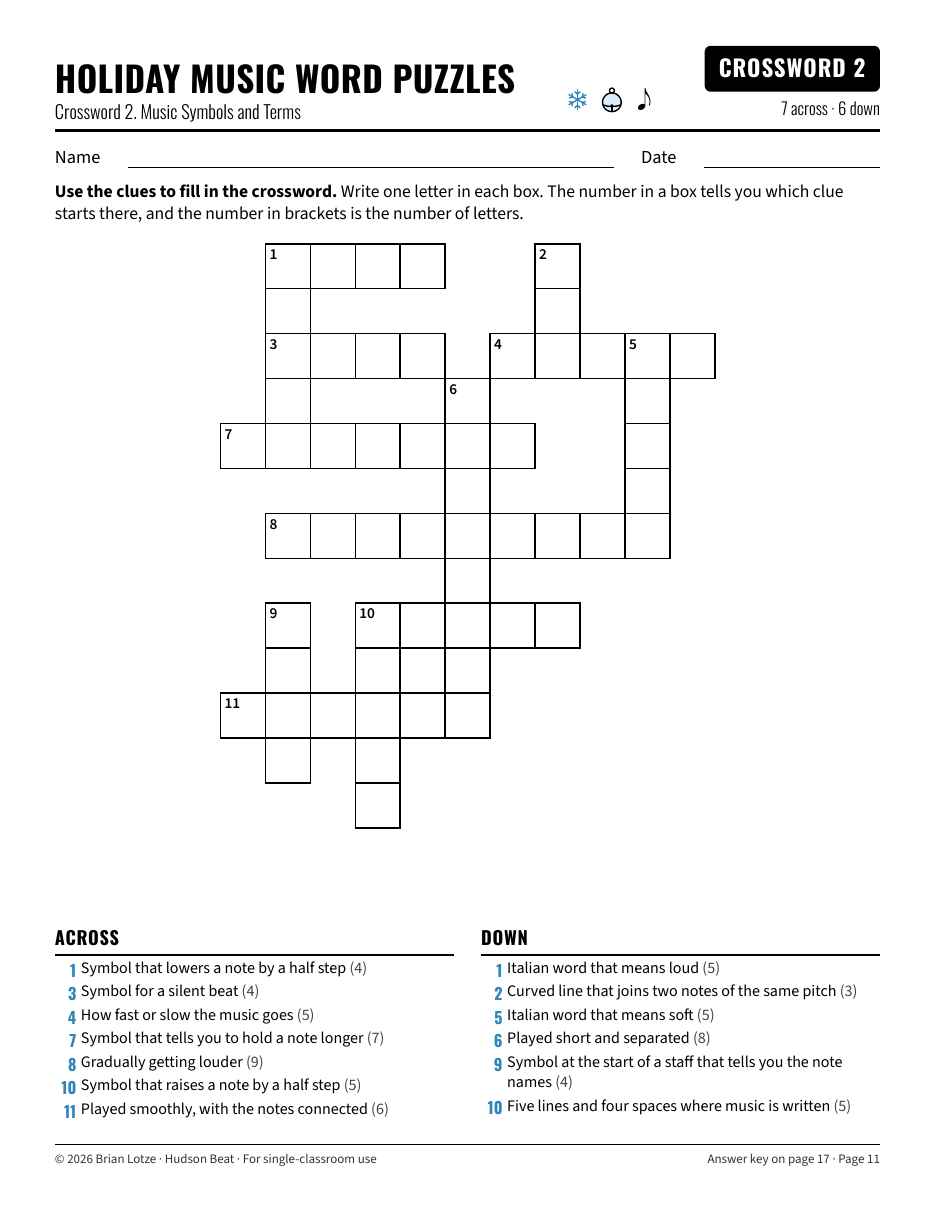 HOLIDAY MUSIC WORD PUZZLES
Crossword 2. Music Symbols and Terms
CROSSWORD 2
7 across · 6 down
Name
Date
Use the clues to fill in the crossword. Write one letter in each box. The number in a box tells you which clue
starts there, and the number in brackets is the number of letters.
1
2
3
4
5
6
7
8
9
10
11
ACROSS
1 Symbol that lowers a note by a half step (4)
3 Symbol for a silent beat (4)
4 How fast or slow the music goes (5)
7 Symbol that tells you to hold a note longer (7)
8 Gradually getting louder (9)
10 Symbol that raises a note by a half step (5)
11 Played smoothly, with the notes connected (6)
DOWN
1 Italian word that means loud (5)
2 Curved line that joins two notes of the same pitch (3)
5 Italian word that means soft (5)
6 Played short and separated (8)
9 Symbol at the start of a staff that tells you the note
names (4)
10 Five lines and four spaces where music is written (5)
© 2026 Brian Lotze · Hudson Beat · For single-classroom use
Answer key on page 17 · Page 11